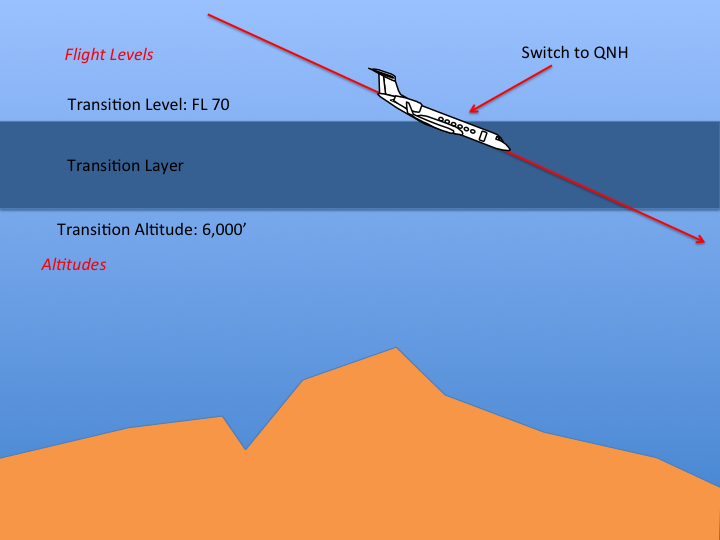 Flight Levels
Switch to QNH
Transition Level: FL 70
Transition Layer
Transition Altitude: 6,000’
Altitudes